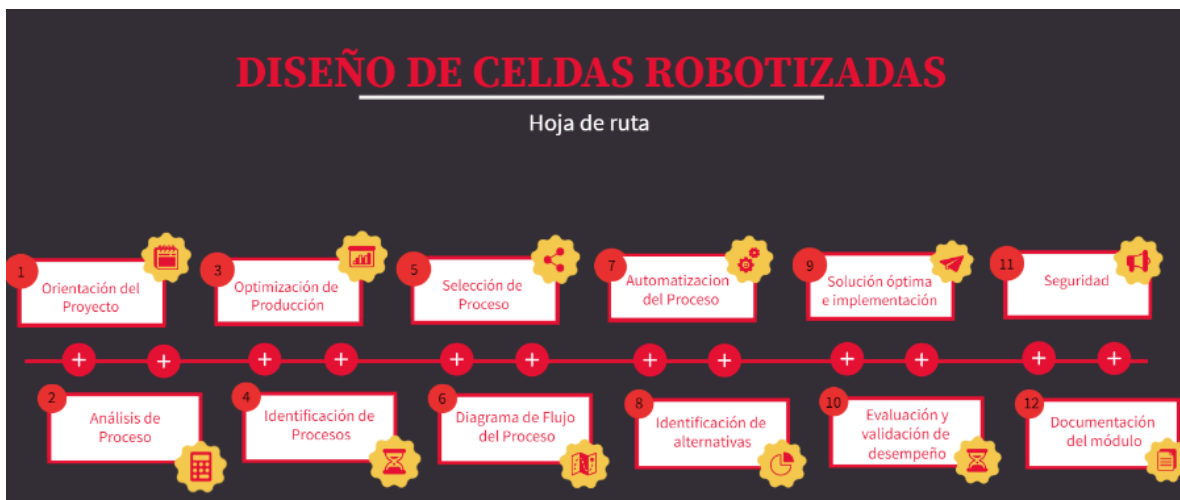 DISEÑO DE CELDAS ROBOTIZADAS
Hoja de ruta
1
Orientación del
Proyecto
2
Análisis de
Proceso
3
Optimización de
Producción
4
Identificación de
Procesos
5
Selección de
Proceso
6
Diagrama de Flujo
del Proceso
7
Automatizacion
del Proceso
8
Identificación de
alternativas
9
Solución óptima
e implementación
10
Evaluación y
validación de
desempeño
11
Seguridad
12
Documentación
del módulo